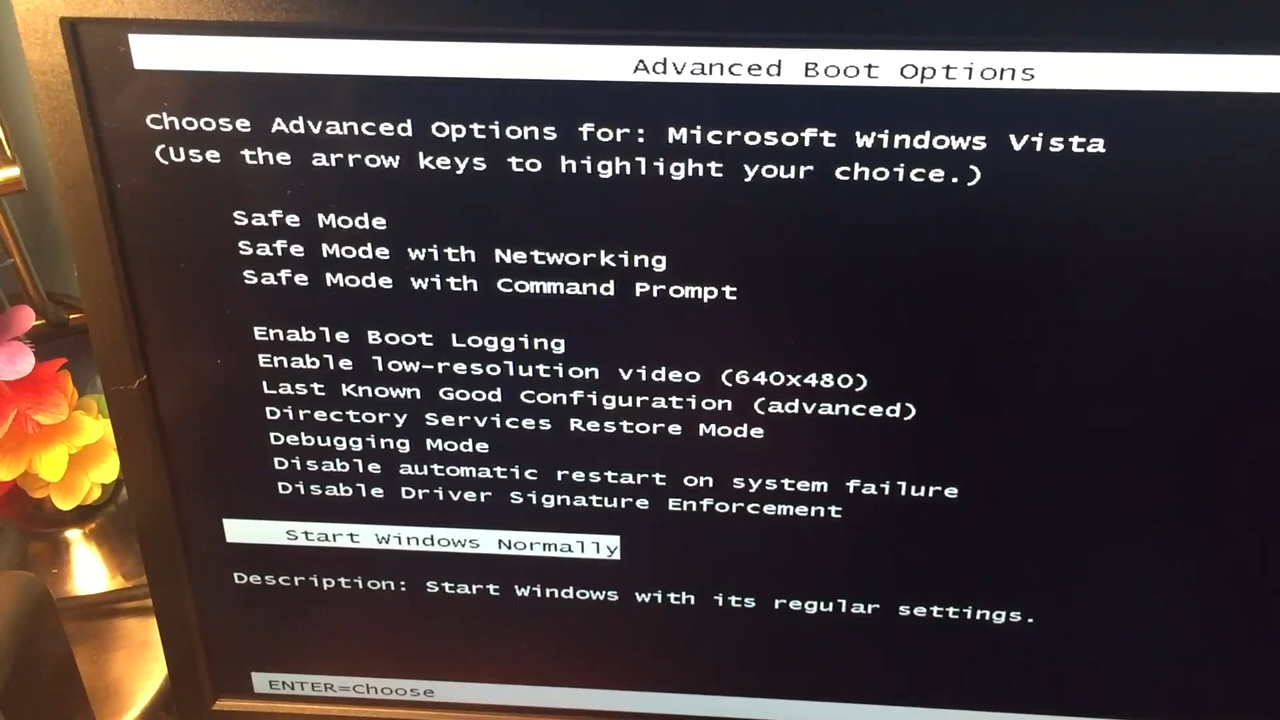 Advanced Boot Options
Choose Advanced Options for: Microsoft Windows Vista
(Use the arrow keys to highlight your choice.)
Safe Mode
Safe Mode with Networking
Safe Mode with Command Prompt
Enable Boot Logging
Enable low-resolution video (640x480)
Last Known Good Configuration (advanced)
Directory Services Restore Mode
Debugging Mode
Disable automatic restart on system failure
Disable Driver Signature Enforcement
Start Windows Normally
Description: Start Windows with its regular settings.
ENTER=Choose